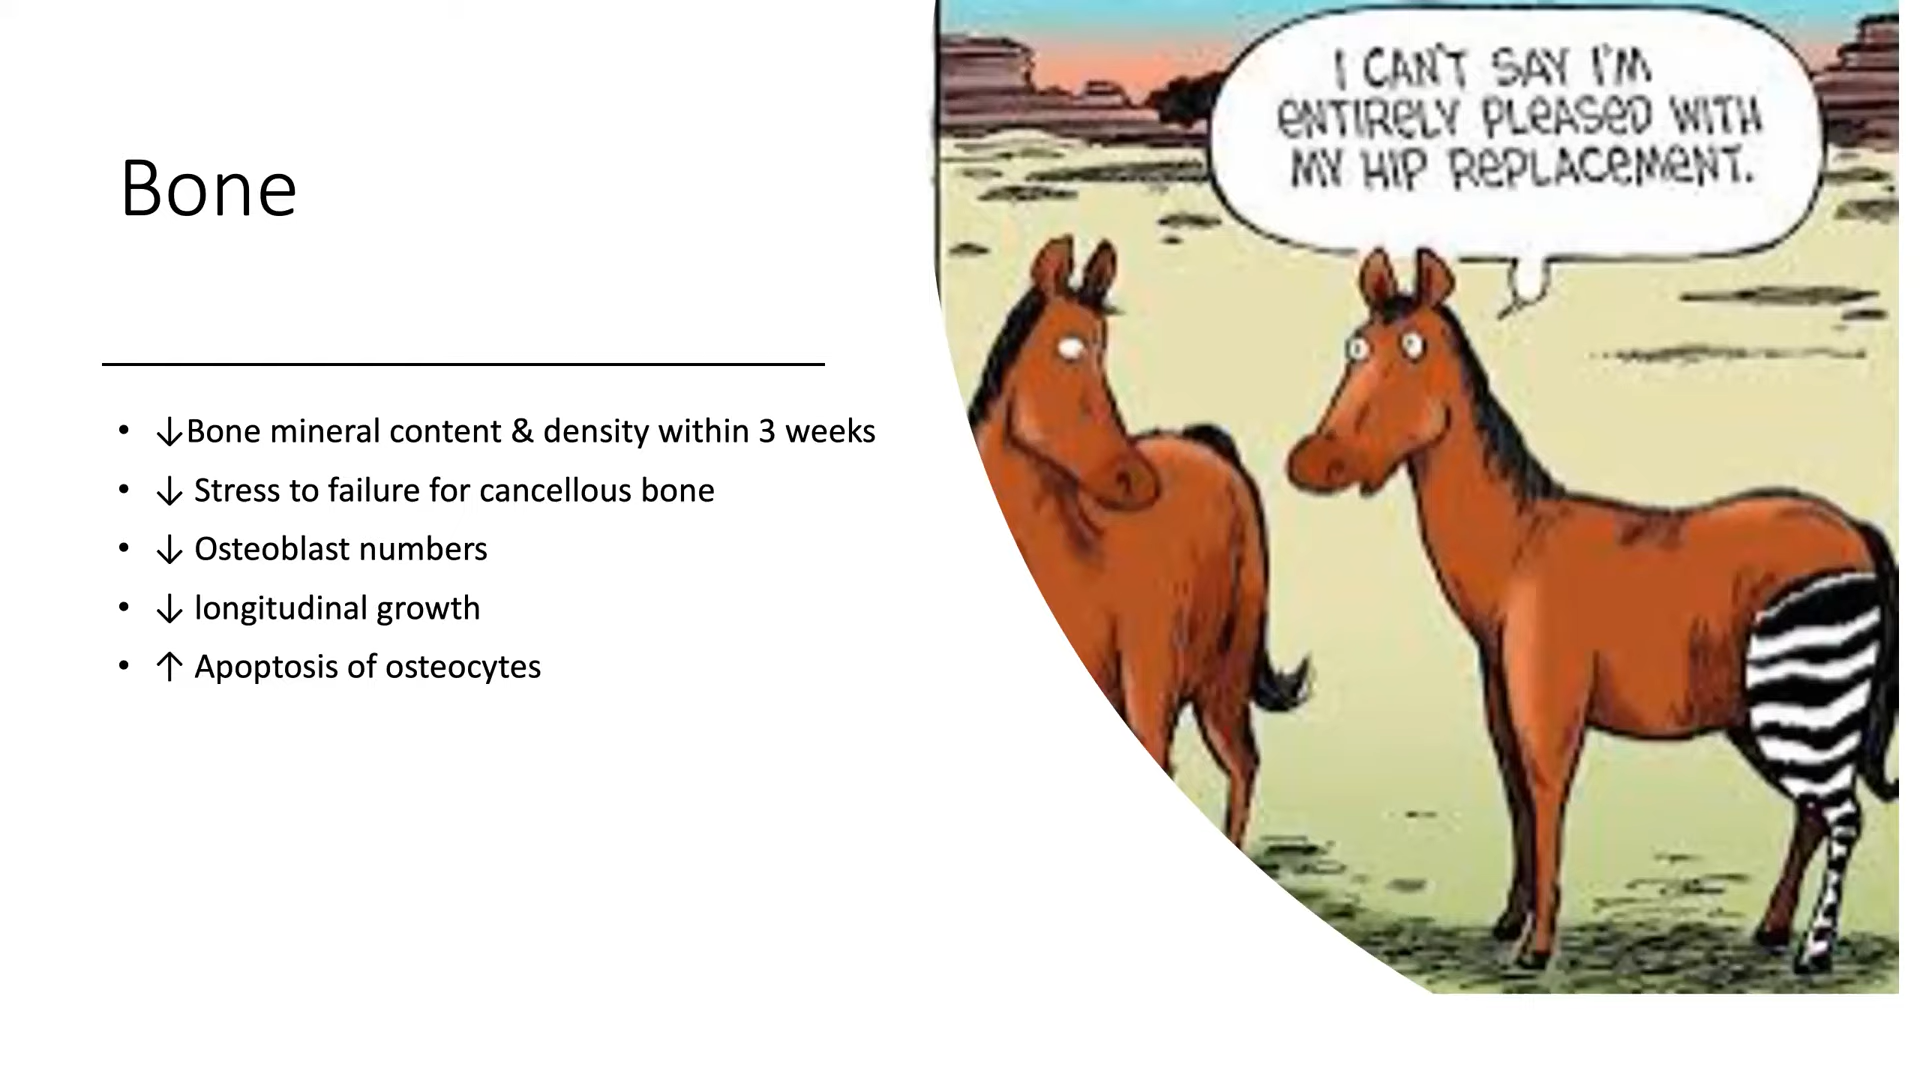 Bone
• ↓Bone mineral content & density within 3 weeks
• ↓ Stress to failure for cancellous bone
• ↓ Osteoblast numbers
• ↓ longitudinal growth
• ↑ Apoptosis of osteocytes
I CAN'T SAY I'M
ENTIRELY PLEASED WITH
MY HIP REPLACEMENT.